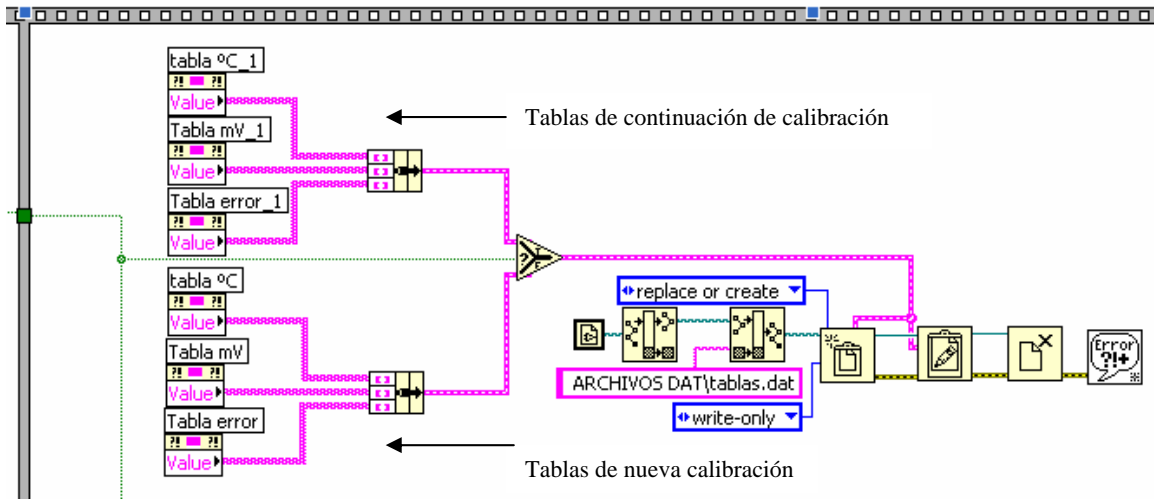 tabla ºC_1
?! ?!
Value
Tabla mV_1
?! ?!
Value
Tabla error_1
?! ?!
Value
Tablas de continuación de calibración
? T F
tabla ºC
?! ?!
Value
Tabla mV
?! ?!
Value
Tabla error
?! ?!
Value
replace or create
ARCHIVOS DAT\tablas.dat
write-only
Error
?!+
Tablas de nueva calibración